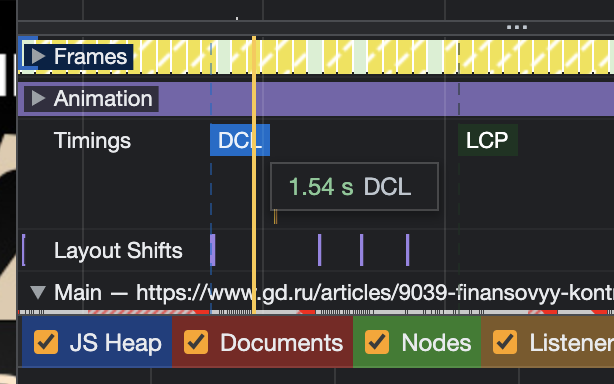 Frames
Animation
Timings DCL LCP
1.54 s DCL
Layout Shifts
Main — https://www.gd.ru/articles/9039-finansovyy-kont
JS Heap Documents Nodes Listener